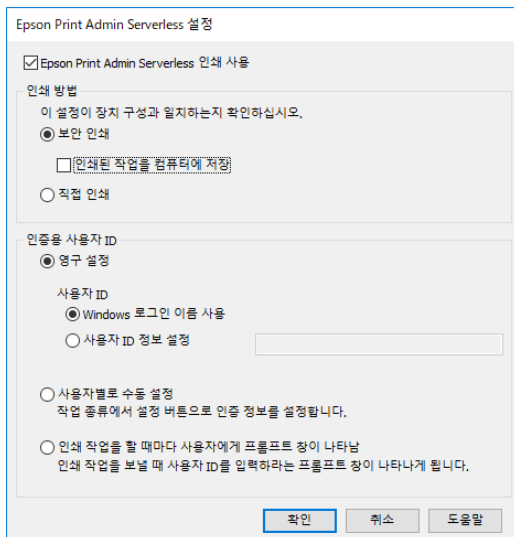 Epson Print Admin Serverless 설정
Epson Print Admin Serverless 인쇄 사용
인쇄 방법
이 설정이 장치 구성과 일치하는지 확인하십시오.
보안 인쇄
인쇄된 작업을 컴퓨터에 저장
직접 인쇄
인증용 사용자 ID
영구 설정
사용자 ID
Windows 로그인 이름 사용
사용자 ID 정보 설정
사용자별로 수동 설정
작업 종류에서 설정 버튼으로 인증 정보를 설정합니다.
인쇄 작업을 할 때마다 사용자에게 프롬프트 창이 나타남
인쇄 작업을 보낼 때 사용자 ID를 입력하라는 프롬프트 창이 나타나게 됩니다.
확인 취소 도움말